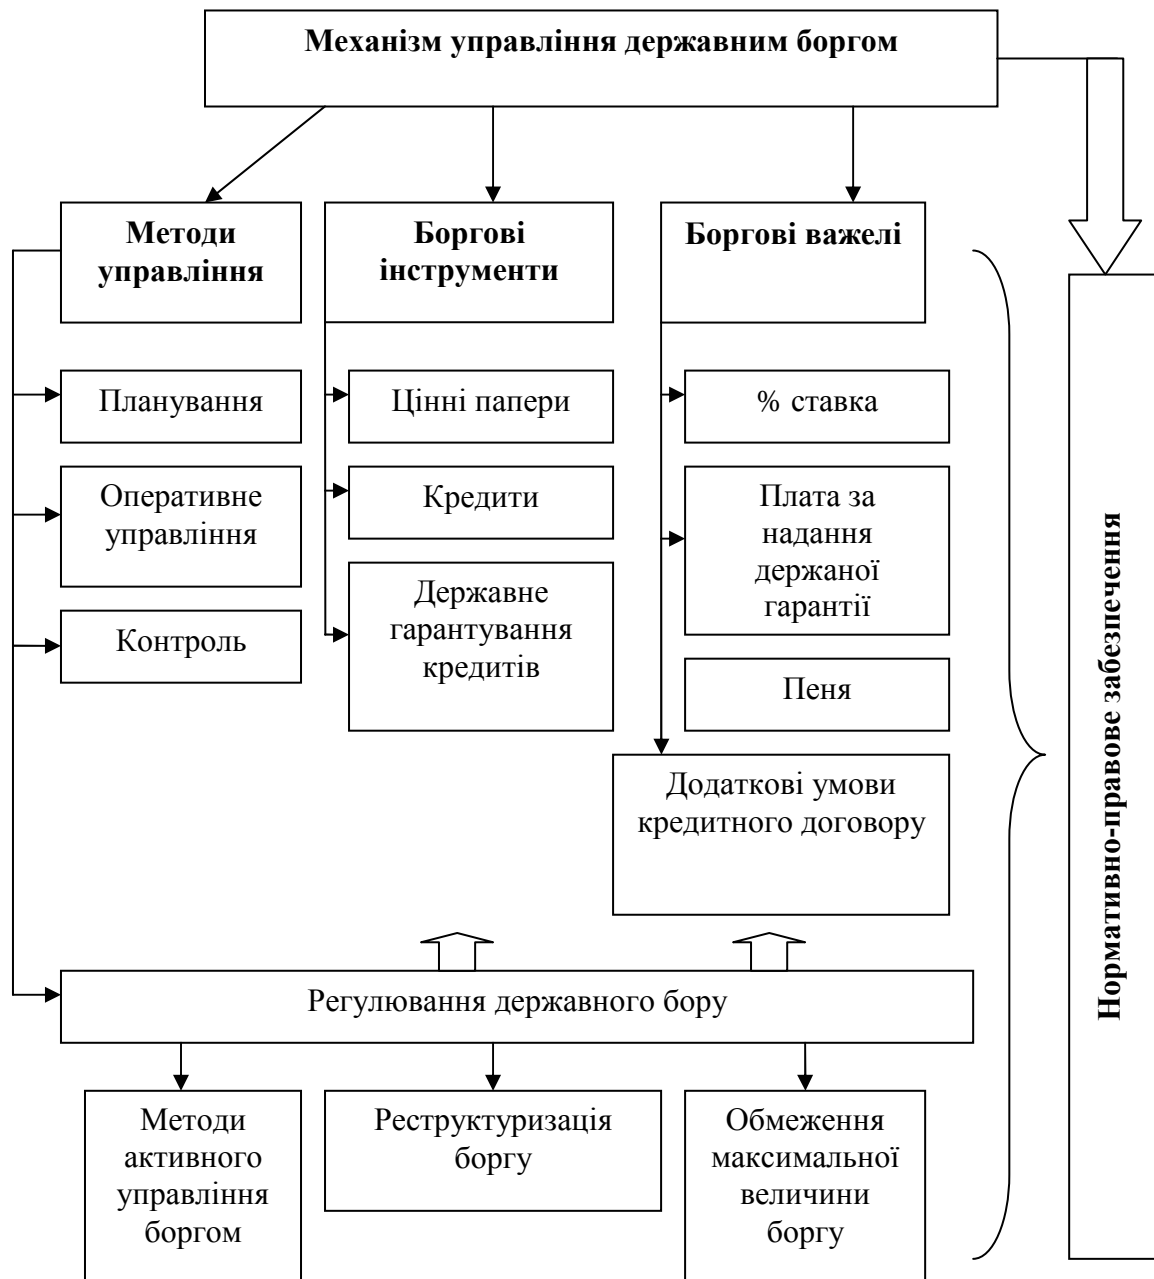 Механізм управління державним боргом
Методи
управління
Боргові
інструменти
Боргові важелі
Планування
Оперативне
управління
Контроль
Цінні папери
Кредити
Державне
гарантування
кредитів
% ставка
Плата за
надання
держаної
гарантії
Пеня
Додаткові умови
кредитного договору
Регулювання державного бору
Методи
активного
управління
боргом
Реструктуризація
боргу
Обмеження
максимальної
величини
боргу
Нормативно-правове забезпечення